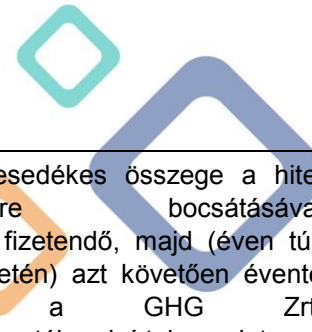 esedékes összege a hite
re bocsátásáva
fizetendő, majd (éven tú
etén) azt követően évente
a GHG Zrt